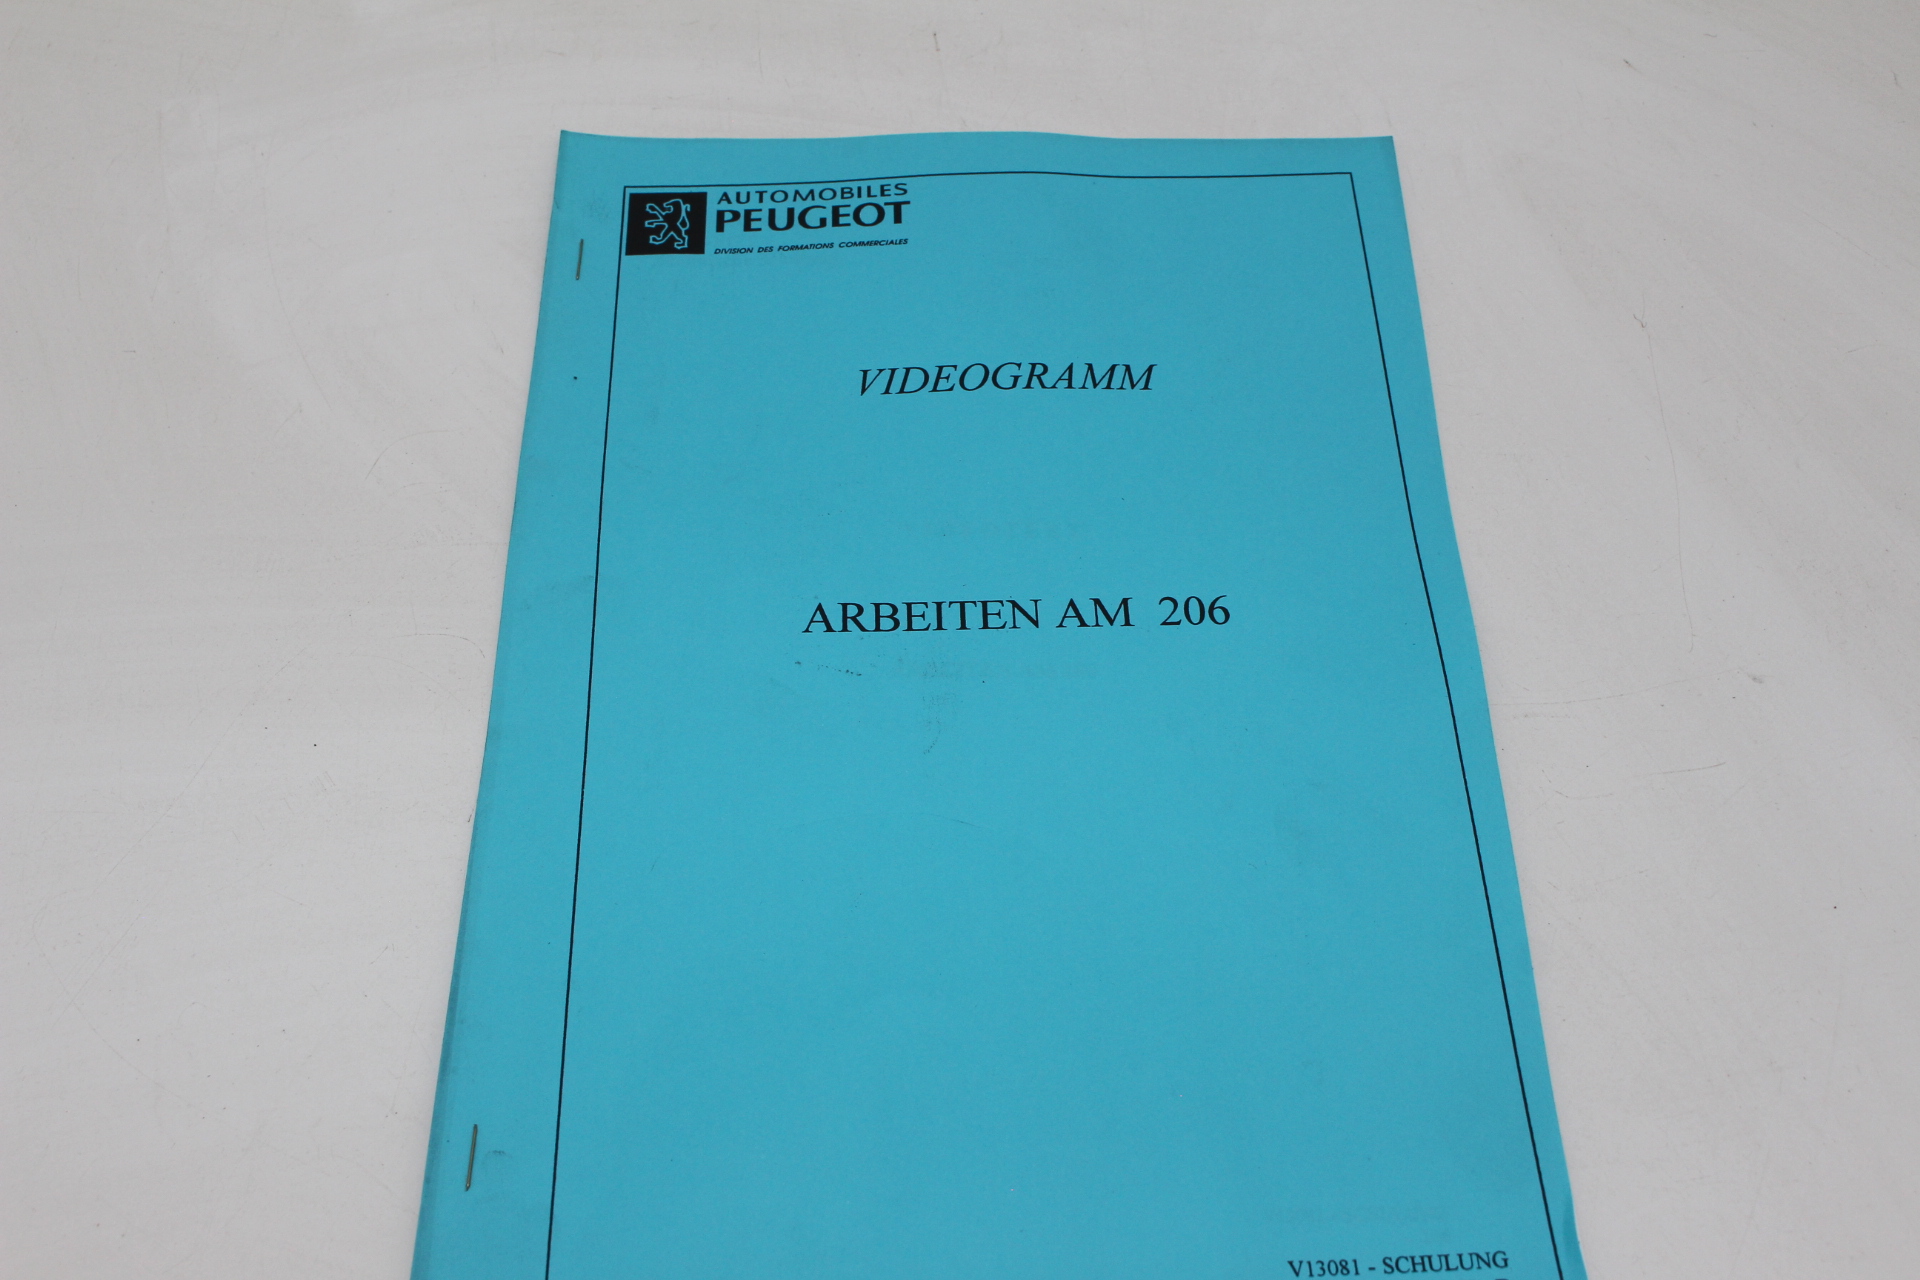 AUTOMOBILES
PEUGEOT
DIVISION DES FORMATIONS COMMERCIALES
VIDEOGRAMM
ARBEITEN AM 206
V13081 - SCHULUNG